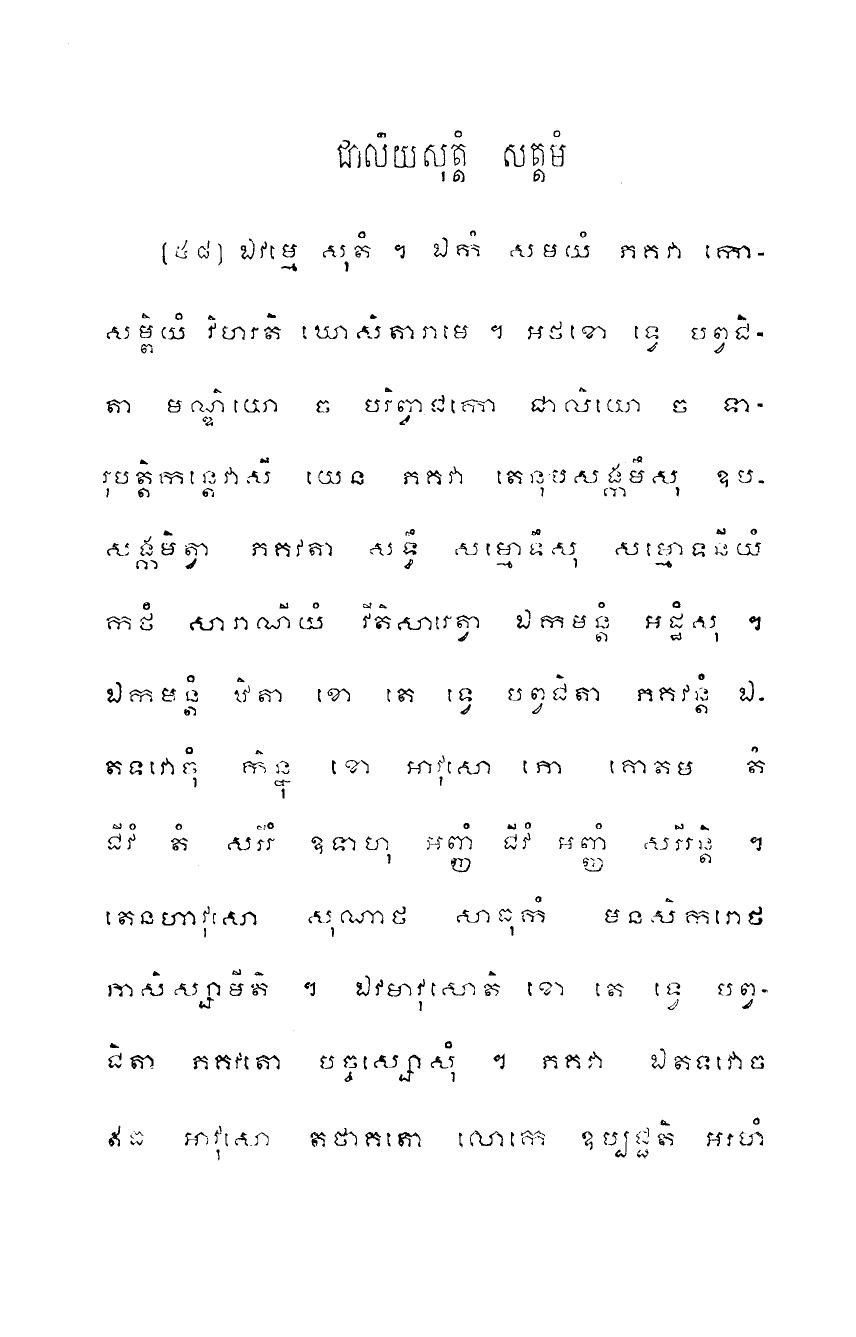 ជាលិយសុត្តំ សត្តមំ
(៥៨) ឯវម្មេ សុតំ ។ ឯកំ សមយំ ភគវា កោ-
សម្ពិយំ វិហរតិ ឃោសិតារាមេ ។ អថខោ ទ្វេ បព្វជិ-
តា មណ្ឌិយោ ច បរិព្វាជកោ ជាលិយោ ច ទា-
រុបត្តិកន្តេវាសី យេន ភគវា តេនុបសង្កមឹសុ ឧប-
សង្កមិត្វា ភគវតា សទ្ធឹ សម្មោទឹសុ សម្មោទនីយំ
កថំ សារាណីយំ វីតិសារេត្វា ឯកមន្តំ អដ្ឋំសុ ។
ឯកមន្តំ ឋិតា ខោ តេ ទ្វេ បព្វជិតា ភគវន្តំ ឯ-
តទវោចុំ កិន្នុ ខោ អាវុសោ គោតម តំ
ជីវំ តំ សរីរំ ឧទាហុ អញ្ញំ ជីវំ អញ្ញំ សរីរន្តិ ។
តេនហាវុសោ សុណាថ សាធុកំ មនសិករោថ
ភាសិស្សាមីតិ ។ ឯវមាវុសោតិ ខោ តេ ទ្វេ បព្វ-
ជិតា ភគវតោ បច្ចស្សោសុំ ។ ភគវា ឯតទវោច
ឥធ អាវុសោ តថាគតោ លោកេ ឧប្បជ្ជតិ អរហំ